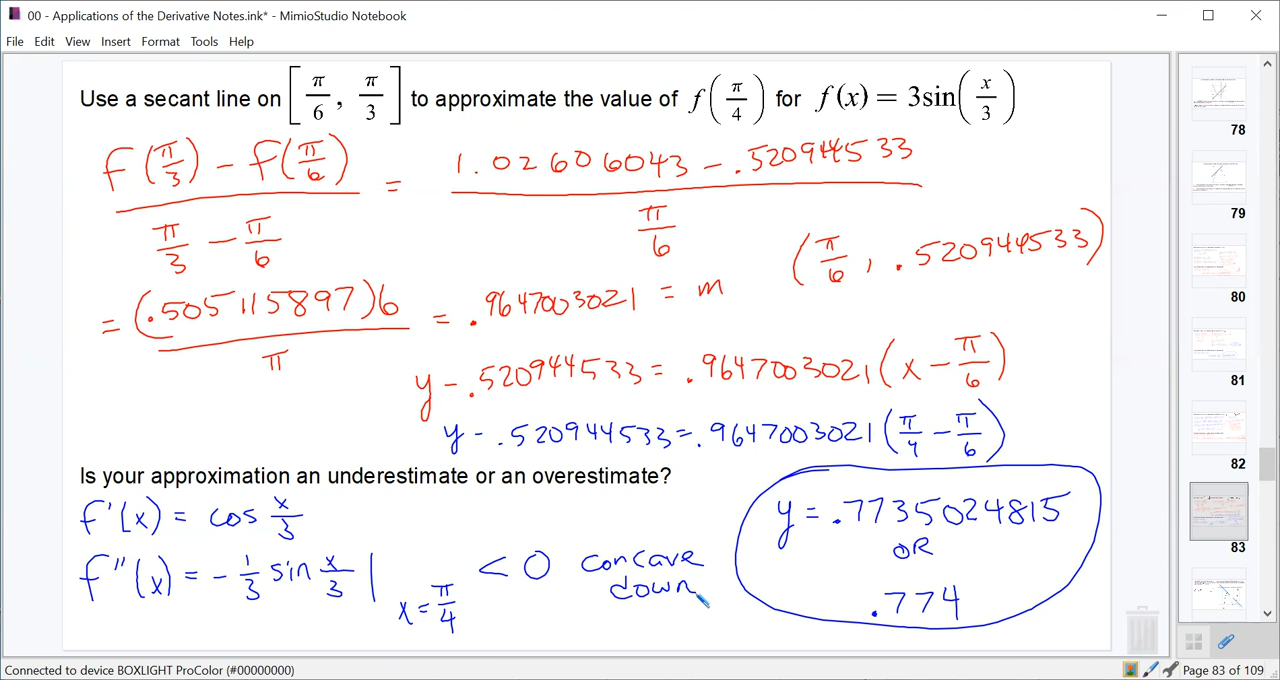 00 - Applications of the Derivative Notes.ink* - MimioStudio Notebook
File Edit View Insert Format Tools Help
Use a secant line on [π/6, π/3] to approximate the value of f(π/4) for f(x) = 3sin(x/3)
(f(π/3) - f(π/6))/(π/3 - π/6) = (1.02606043 - .520944533)/(π/6)
(π/6, .520944533)
= ((.505115897)6)/π = .9647003021 = m
y - .520944533 = .9647003021(x - π/6)
y - .520944533 = .9647003021(π/4 - π/6)
Is your approximation an underestimate or an overestimate?
f'(x) = cos x/3
f''(x) = - 1/3 sin x/3 | x = π/4 < 0 concave down
y = .7735024815
OR
.774
78
79
80
81
82
83
Connected to device BOXLIGHT ProColor (#00000000)
Page 83 of 109